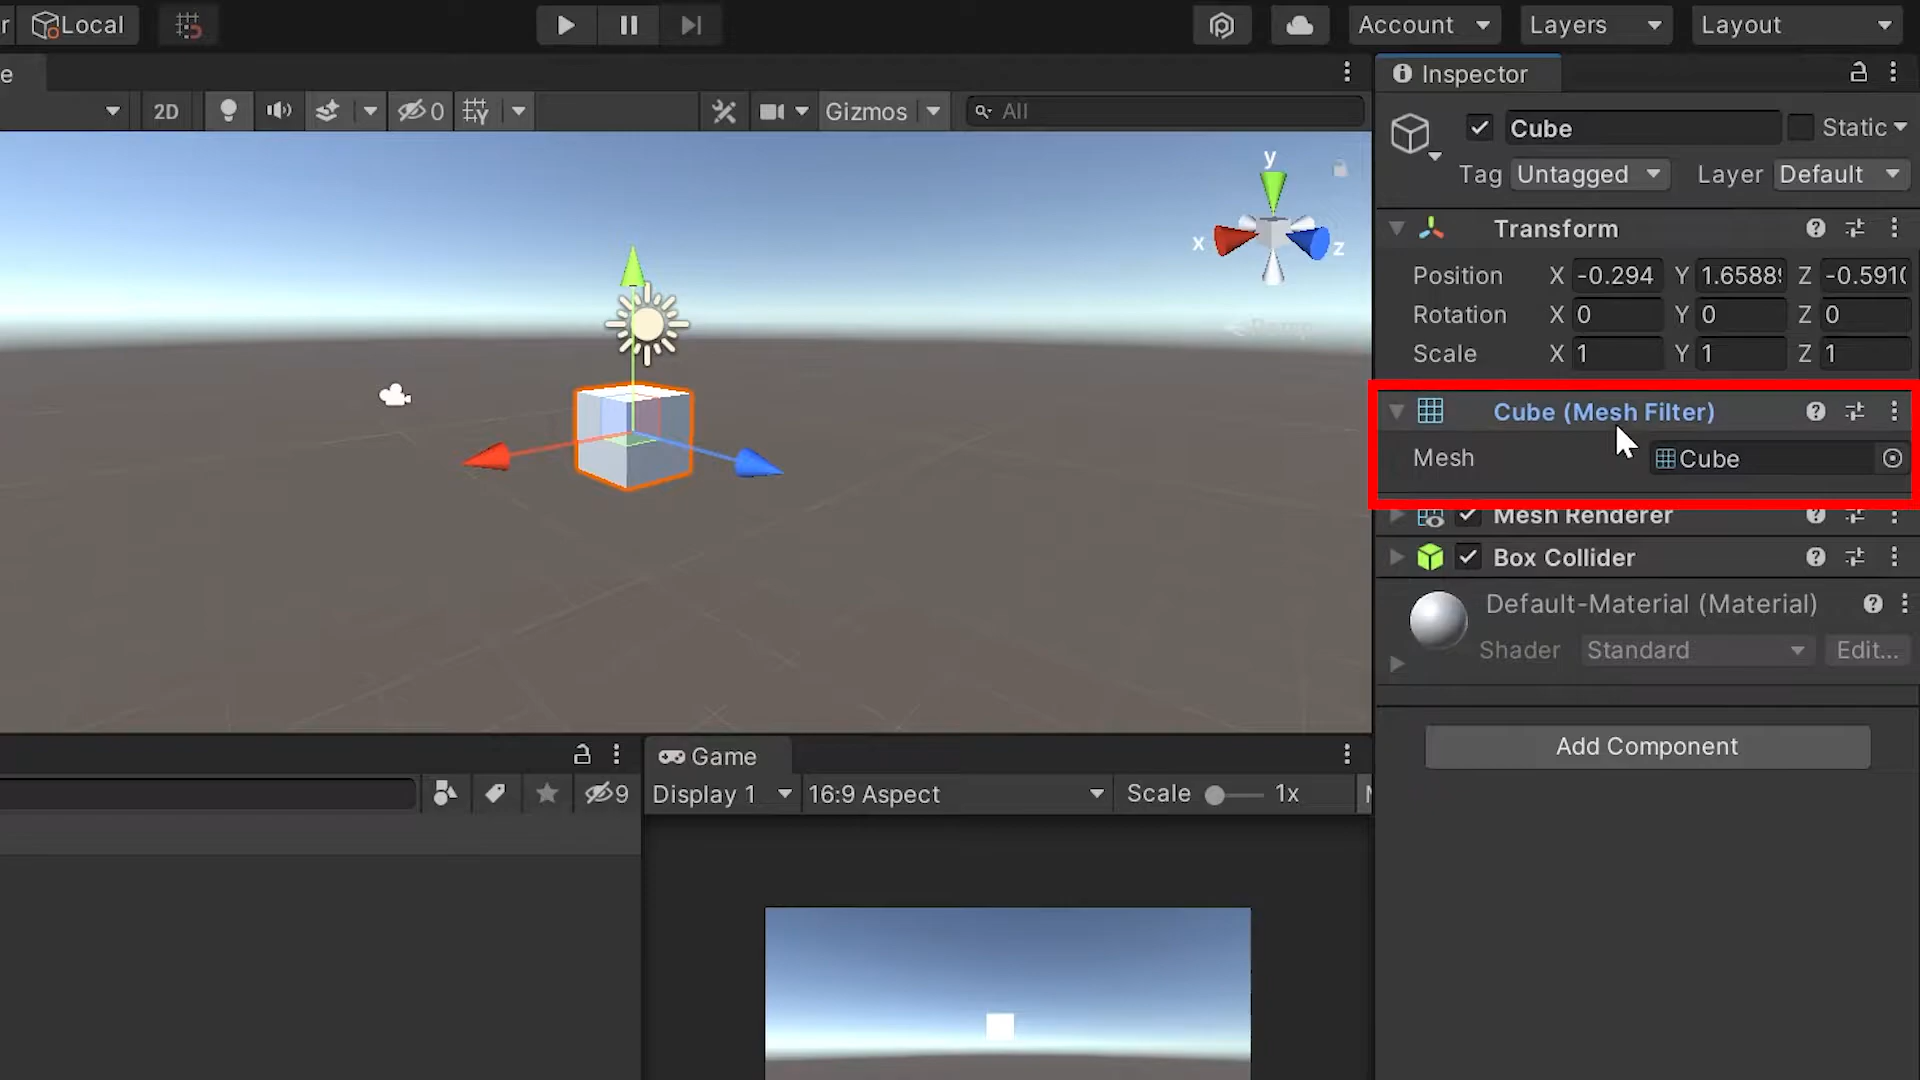 r Local Account Layers Layout
e Inspector
2D 0 Gizmos All
Cube Static
Tag Untagged Layer Default
y
x z
Persp
Transform
Position X -0.294 Y 1.6588 Z -0.5910
Rotation X 0 Y 0 Z 0
Scale X 1 Y 1 Z 1
Cube (Mesh Filter)
Mesh Cube
Mesh Renderer
Box Collider
Default-Material (Material)
Shader Standard Edit...
Add Component
Game
9 Display 1 16:9 Aspect Scale 1x